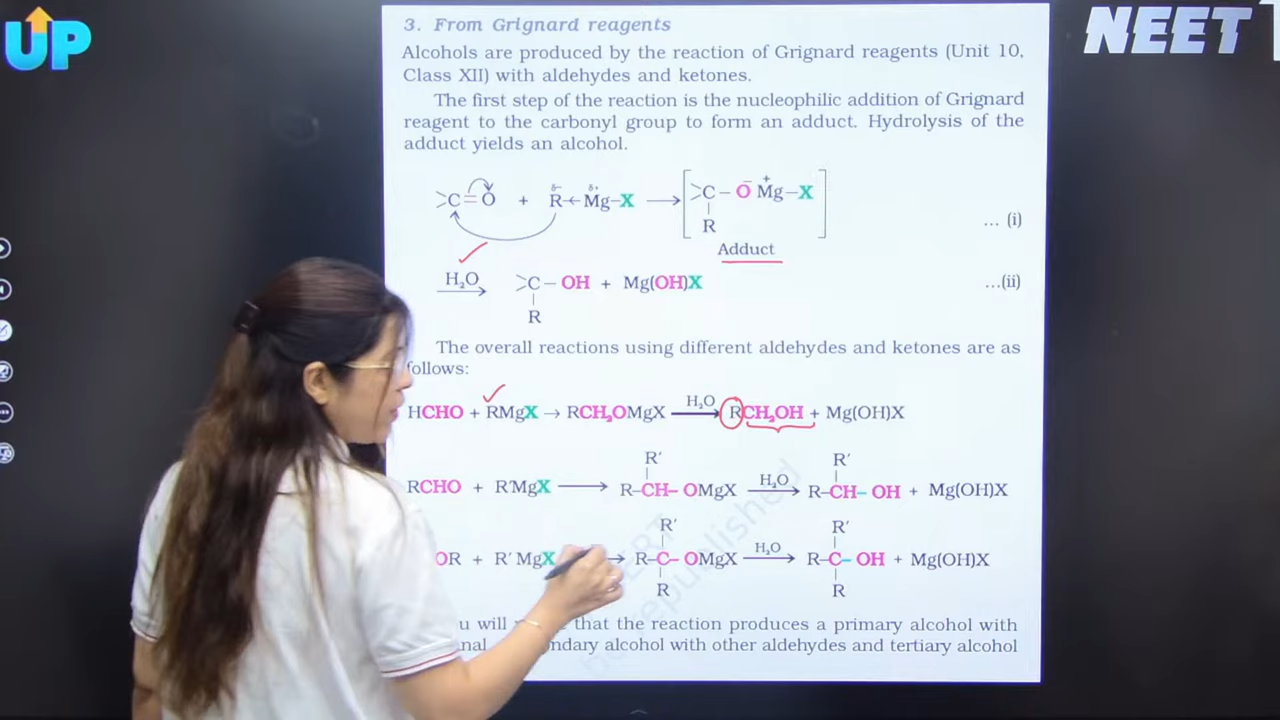 UP
NEET
3. From Grignard reagents
Alcohols are produced by the reaction of Grignard reagents (Unit 10,
Class XII) with aldehydes and ketones.
The first step of the reaction is the nucleophilic addition of Grignard
reagent to the carbonyl group to form an adduct. Hydrolysis of the
adduct yields an alcohol.
>C=O + R←Mg–X ⟶ [>C–O⁻ Mg⁺–X]
δ- δ+
R
... (i)
Adduct
H₂O
>C – OH + Mg(OH)X ...(ii)
R
The overall reactions using different aldehydes and ketones are as
follows:
HCHO + RMgX → RCH₂OMgX H₂O⟶ RCH₂OH + Mg(OH)X
R′ R′
RCHO + R′MgX ⟶ R–CH–OMgX H₂O⟶ R–CH–OH + Mg(OH)X
R′ R′
OR + R′ MgX → R–C–OMgX H₂O⟶ R–C–OH + Mg(OH)X
R R
u will that the reaction produces a primary alcohol with
alcohol with other aldehydes and tertiary alcohol